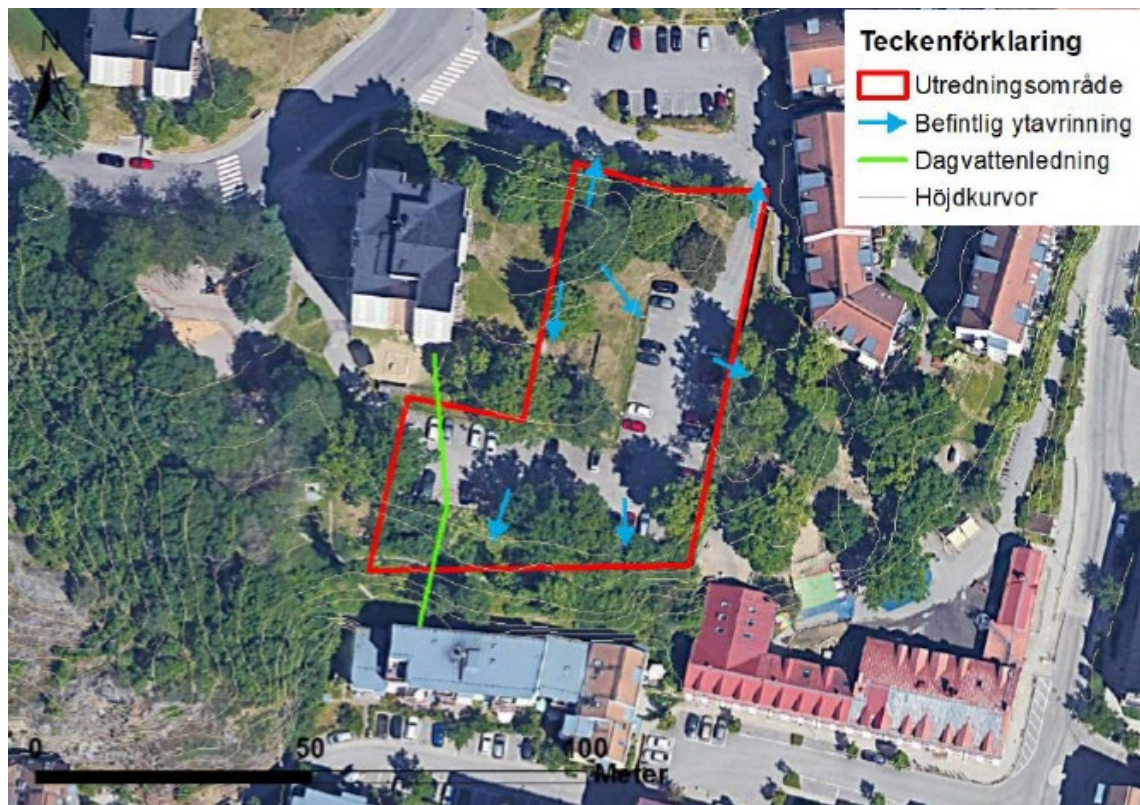 N
Teckenförklaring
Utredningsområde
Befintlig ytavrinning
Dagvattenledning
Höjdkurvor
0 50 100
Meter